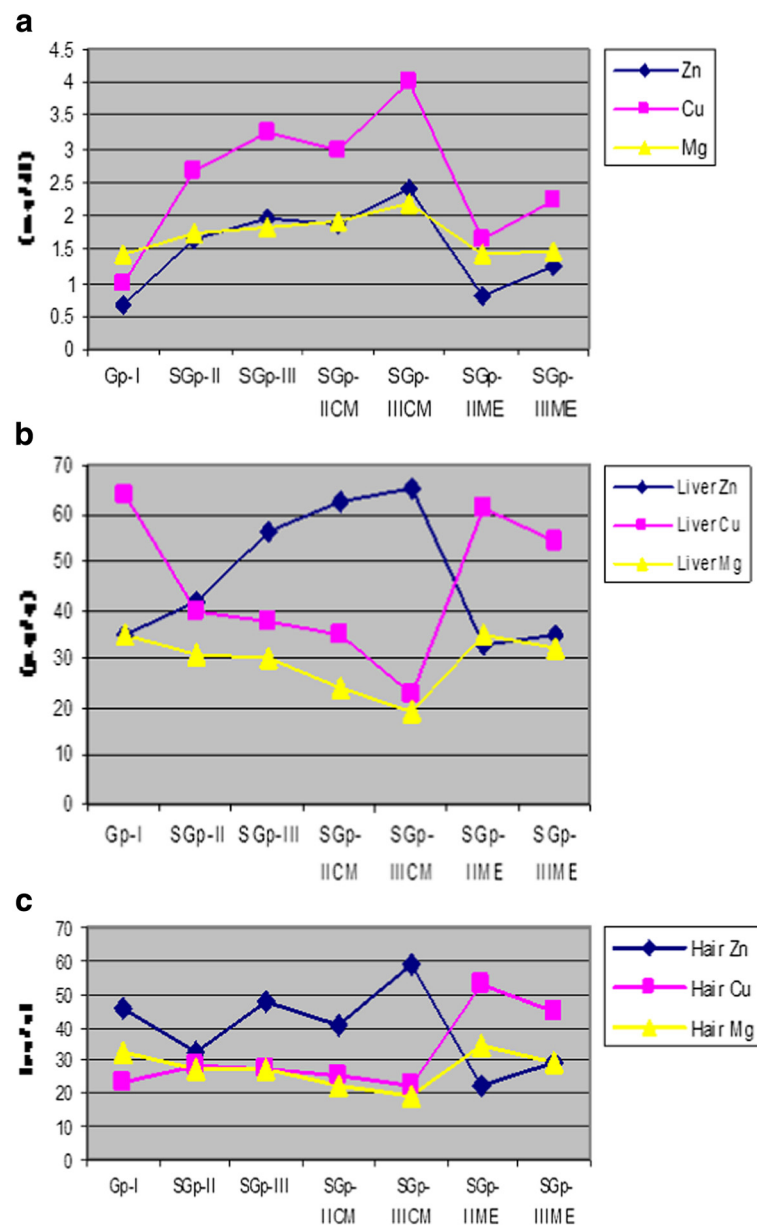 a
4.5
4
3.5
3
2.5
2
1.5
1
0.5
0
Gp-I SGp-II SGp-III SGp-IICM SGp-IIICM SGp-IIME SGp-IIIME
Zn
Cu
Mg
b
70
60
50
40
30
20
10
0
(µg/g)
Gp-I SGp-II SGp-III SGp-IICM SGp-IIICM SGp-IIME SGp-IIIME
Liver Zn
Liver Cu
Liver Mg
c
70
60
50
40
30
20
10
0
Gp-I SGp-II SGp-III SGp-IICM SGp-IIICM SGp-IIME SGp-IIIME
Hair Zn
Hair Cu
Hair Mg